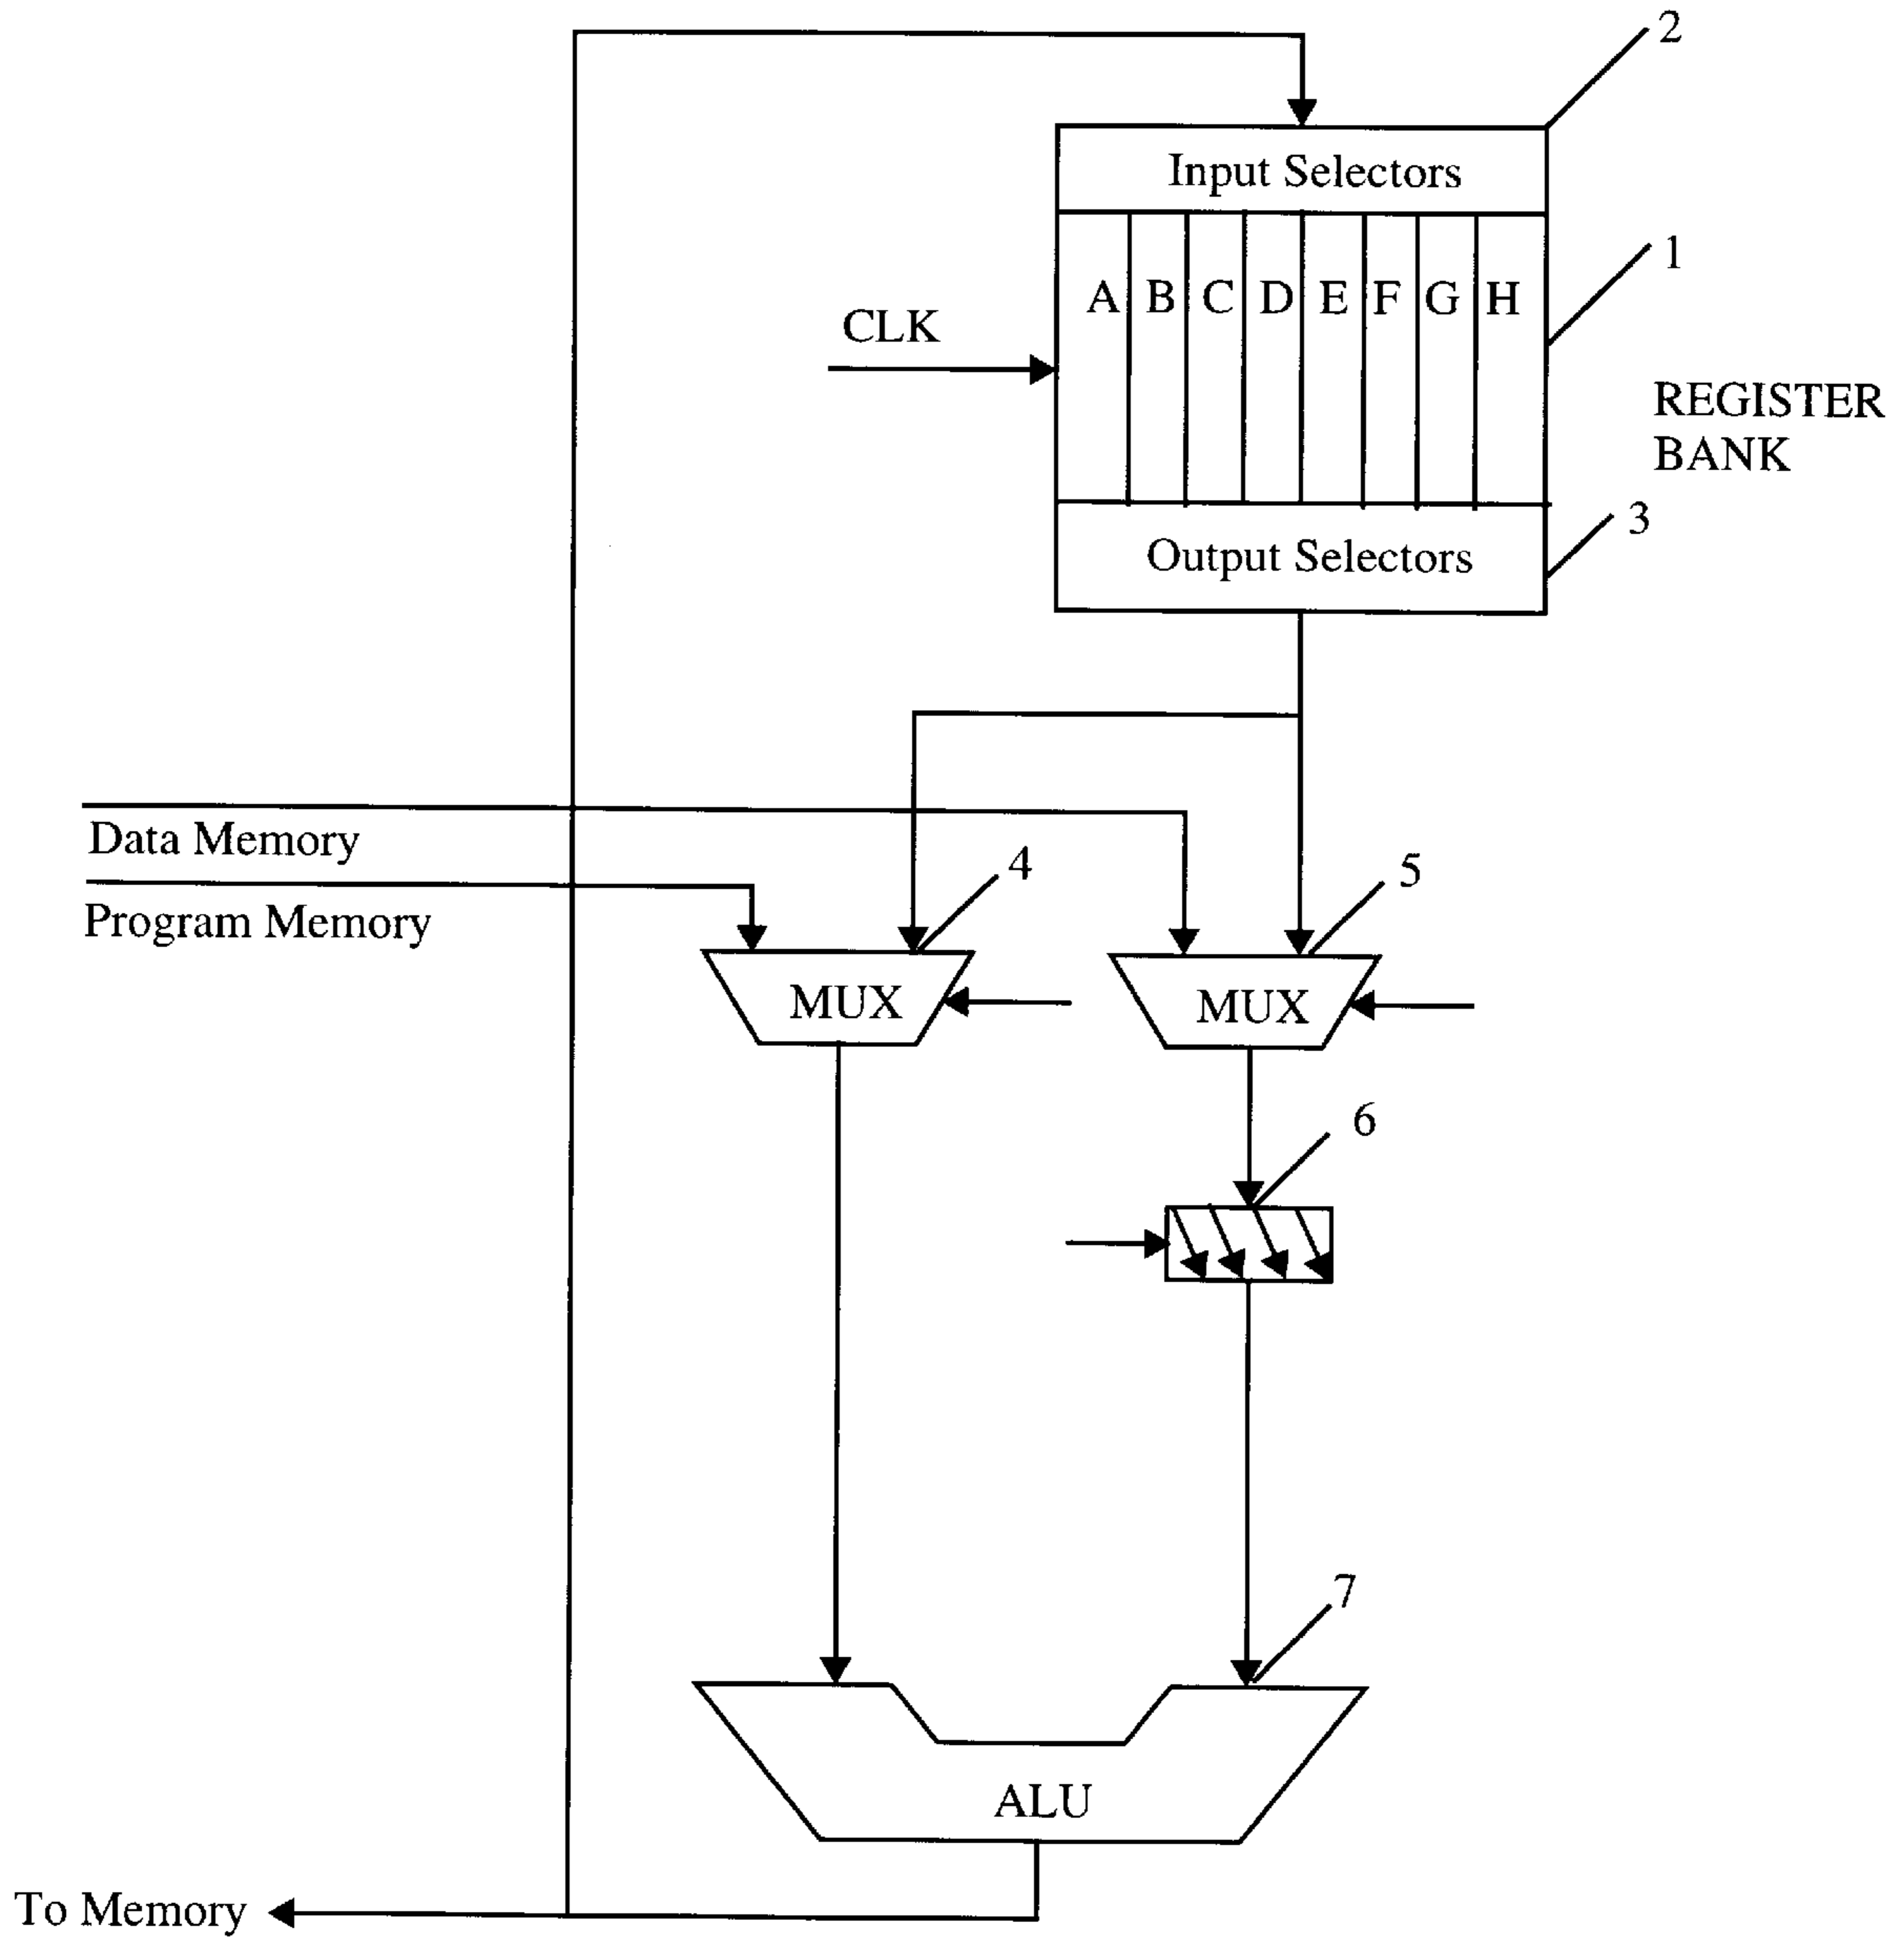 2
Input Selectors
1
A B C D E F G H
CLK
REGISTER
BANK
3
Output Selectors
Data Memory
4
5
Program Memory
MUX
MUX
6
7
ALU
To Memory